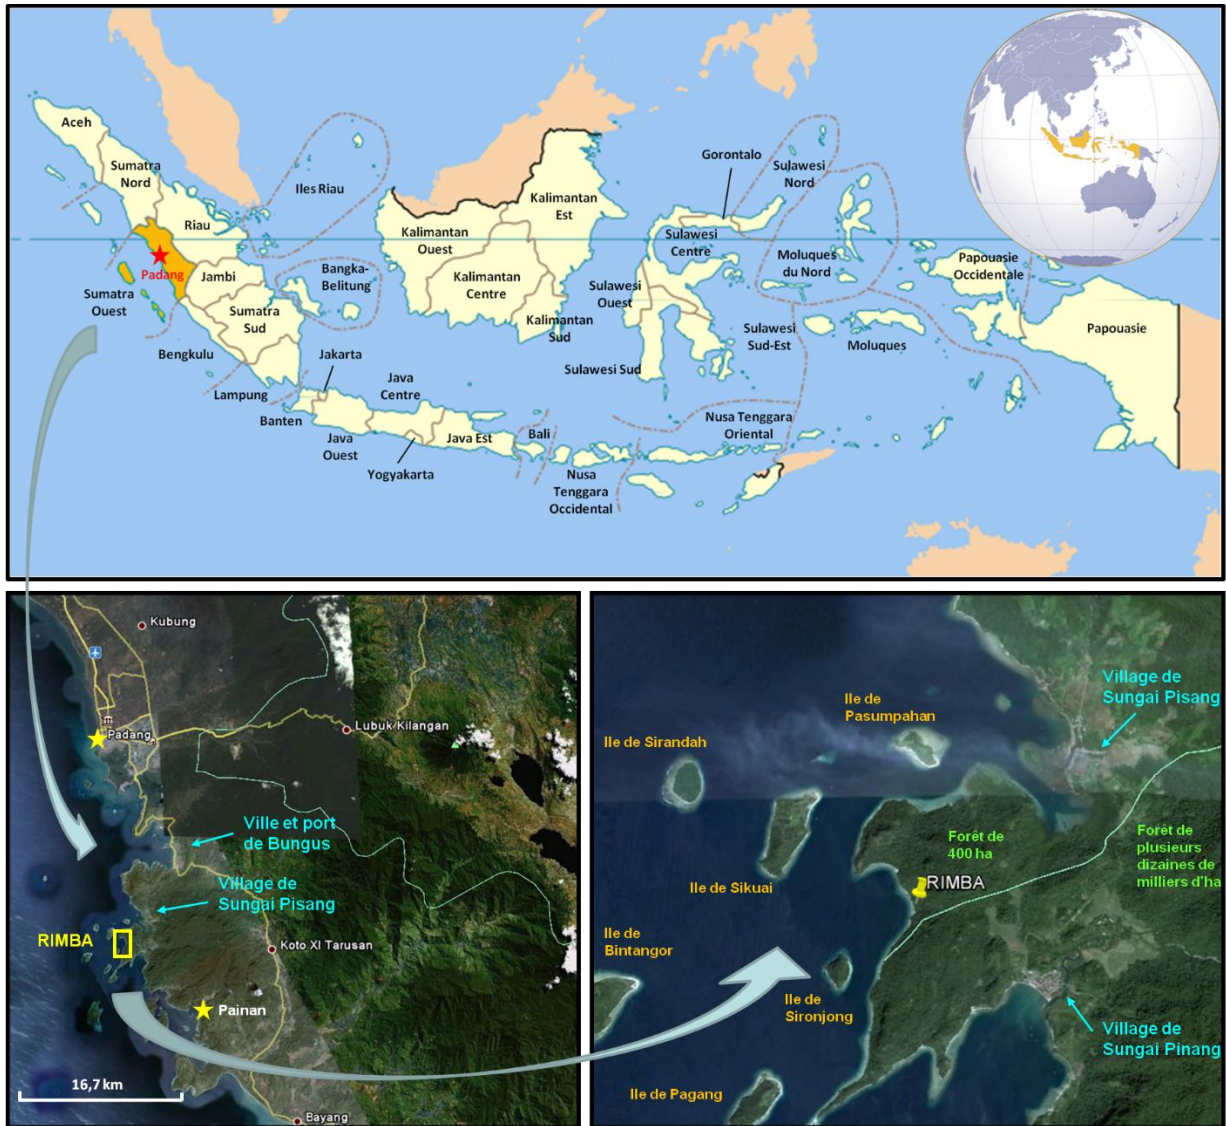 Aceh
Sumatra
Nord
Riau
Iles Riau
Padang
Jambi
Sumatra
Ouest
Sumatra
Sud
Bengkulu
Bangka-
Belitung
Lampung
Jakarta
Banten
Java
Ouest
Java
Centre
Yogyakarta
Java Est
Bali
Nusa
Tenggara
Occidental
Nusa Tenggara
Oriental
Kalimantan
Ouest
Kalimantan
Centre
Kalimantan
Est
Kalimantan
Sud
Gorontalo
Sulawesi
Nord
Sulawesi
Centre
Sulawesi
Ouest
Sulawesi
Sud-Est
Sulawesi Sud
Moluques
du Nord
Moluques
Papouasie
Occidentale
Papouasie
Kubung
Padang
Lubuk Kilangan
Ville et port
de Bungus
Village de
Sungai Pisang
RIMBA
Koto XI Tarusan
Painan
16,7 km
Bayang
Village de
Sungai Pisang
Ile de
Pasumpahan
Ile de Sirandah
Forêt de
400 ha
Forêt de
plusieurs
dizaines de
milliers d'ha
RIMBA
Ile de Sikuai
Ile de
Bintangor
Ile de
Sironjong
Village de
Sungai Pinang
Ile de Pagang